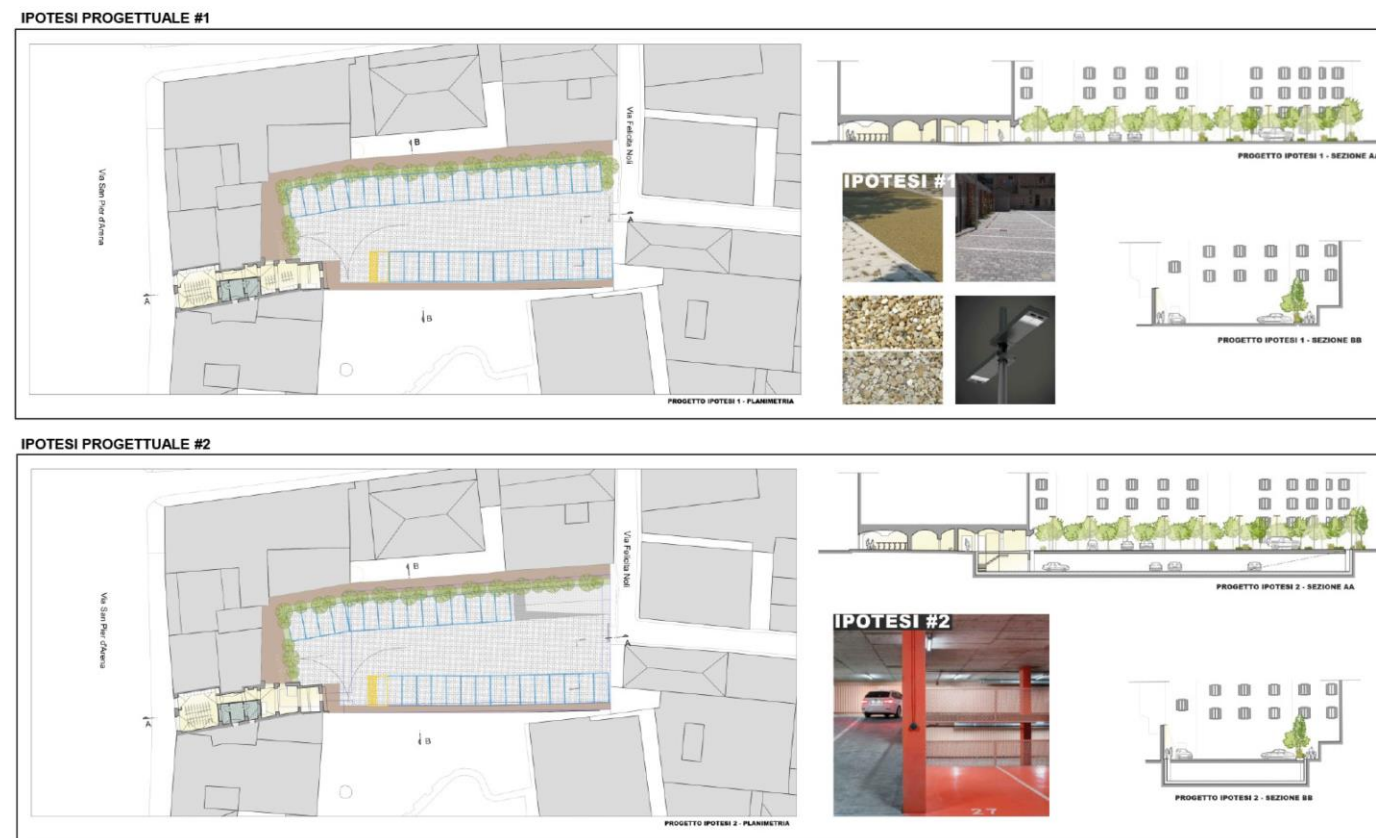 IPOTESI PROGETTUALE #1
Via San Pier d'Arena
Via Felicita Noli
B
A
A
B
PROGETTO IPOTESI 1 - PLANIMETRIA
PROGETTO IPOTESI 1 - SEZIONE AA
IPOTESI #1
PROGETTO IPOTESI 1 - SEZIONE BB
IPOTESI PROGETTUALE #2
Via San Pier d'Arena
Via Felicita Noli
B
A
A
B
PROGETTO IPOTESI 2 - PLANIMETRIA
PROGETTO IPOTESI 2 - SEZIONE AA
IPOTESI #2
27
PROGETTO IPOTESI 2 - SEZIONE BB